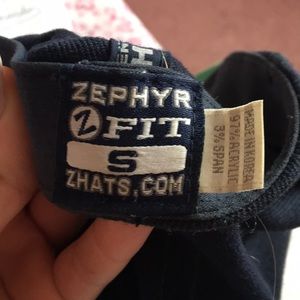 ZEPHYR
Z FIT
S
ZHATS.COM
MADE IN KOREA
97% ACRYLIC
3% SPAN